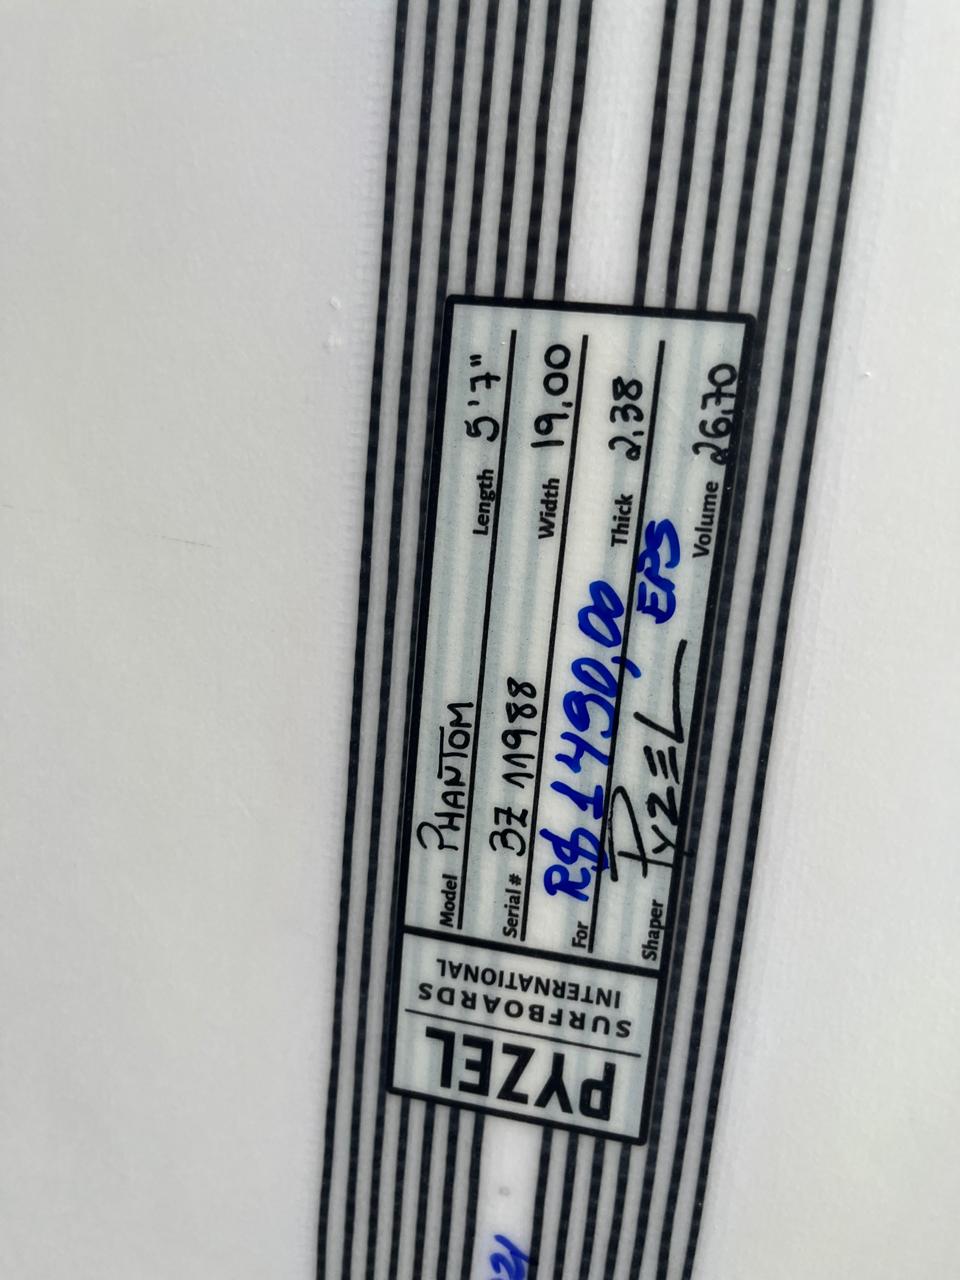 PYZEL
SURFBOARDS
INTERNATIONAL
Model PHANTOM
Length 5'7"
Serial# BZ 11988
Width 19,00
For R$ 1490,00
Thick 2,38
Shaper PYZEL EPS
Volume 26,70